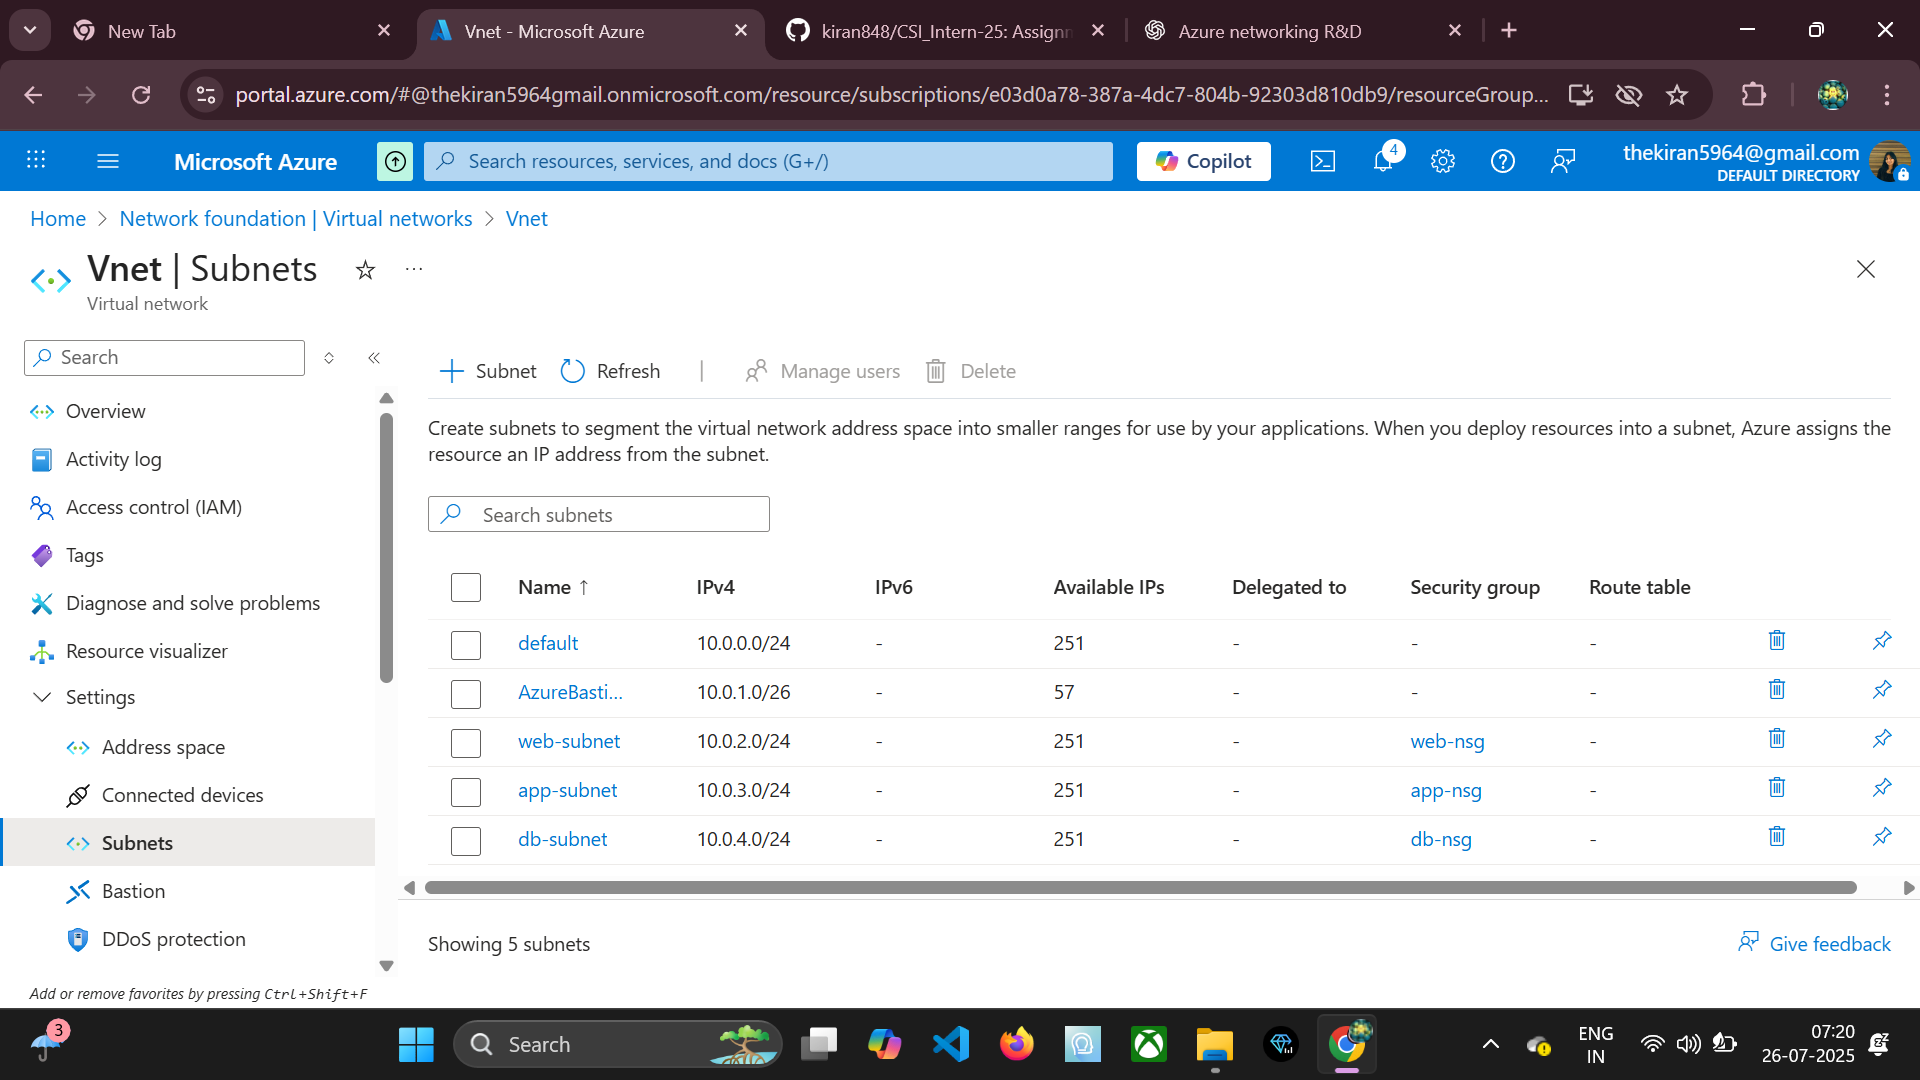 New Tab
Vnet - Microsoft Azure
kiran848/CSI_Intern-25: Assignm
Azure networking R&D
portal.azure.com/#@thekiran5964gmail.onmicrosoft.com/resource/subscriptions/e03d0a78-387a-4dc7-804b-92303d810db9/resourceGroup...
Microsoft Azure
Search resources, services, and docs (G+/)
Copilot
4
thekiran5964@gmail.com
DEFAULT DIRECTORY
Home > Network foundation | Virtual networks > Vnet
Vnet | Subnets
Virtual network
Search
Overview
Activity log
Access control (IAM)
Tags
Diagnose and solve problems
Resource visualizer
Settings
Address space
Connected devices
Subnets
Bastion
DDoS protection
Add or remove favorites by pressing Ctrl+Shift+F
+ Subnet Refresh | Manage users Delete
Create subnets to segment the virtual network address space into smaller ranges for use by your applications. When you deploy resources into a subnet, Azure assigns the
resource an IP address from the subnet.
Search subnets
Name ↑ IPv4 IPv6 Available IPs Delegated to Security group Route table
default 10.0.0.0/24 - 251 - - -
AzureBasti... 10.0.1.0/26 - 57 - - -
web-subnet 10.0.2.0/24 - 251 - web-nsg -
app-subnet 10.0.3.0/24 - 251 - app-nsg -
db-subnet 10.0.4.0/24 - 251 - db-nsg -
Showing 5 subnets
Give feedback
3
Search
ENG
IN
07:20
26-07-2025